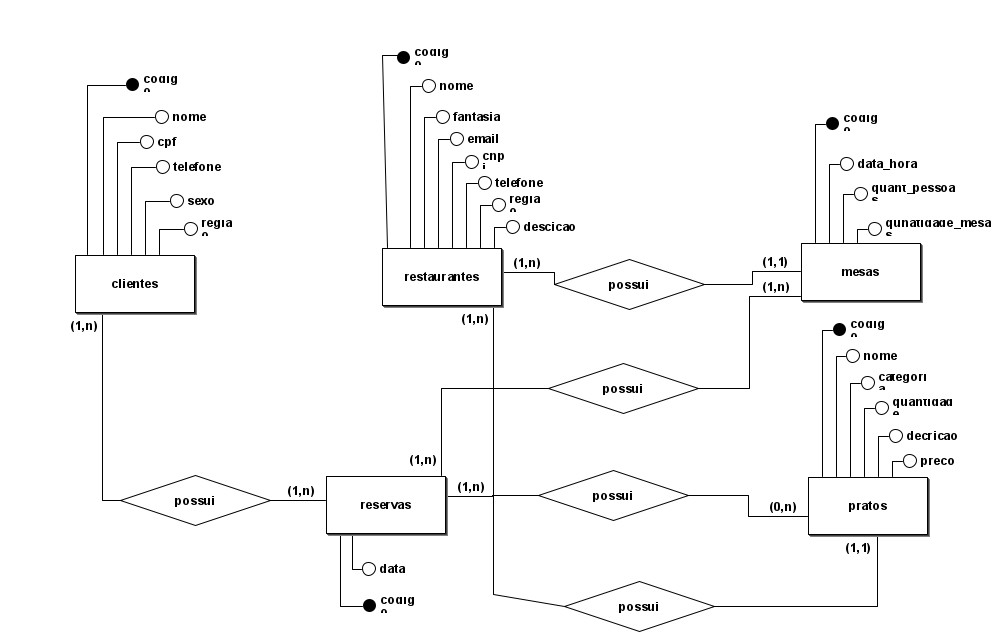 codigo
nome
cpf
telefone
sexo
regiao
clientes
(1,n)
codigo
nome
fantasia
email
cnpi
telefone
regiao
descicao
restaurantes
(1,n)
(1,n)
possui
(1,1)
codigo
data_hora
quant_pessoas
qunatidade_mesas
mesas
(1,n)
possui
(1,n)
codigo
nome
categoria
quantidade
decricao
preco
pratos
(0,n)
(1,1)
possui
(1,n)
possui
(1,n)
reservas
data
codigo
possui